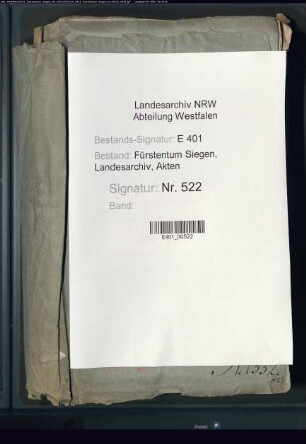 Landesarchiv NRW
Abteilung Westfalen
Bestands-Signatur: E 401
Bestand: Fürstentum Siegen,
Landesarchiv, Akten
Signatur: Nr. 522
Band:
E401_00522